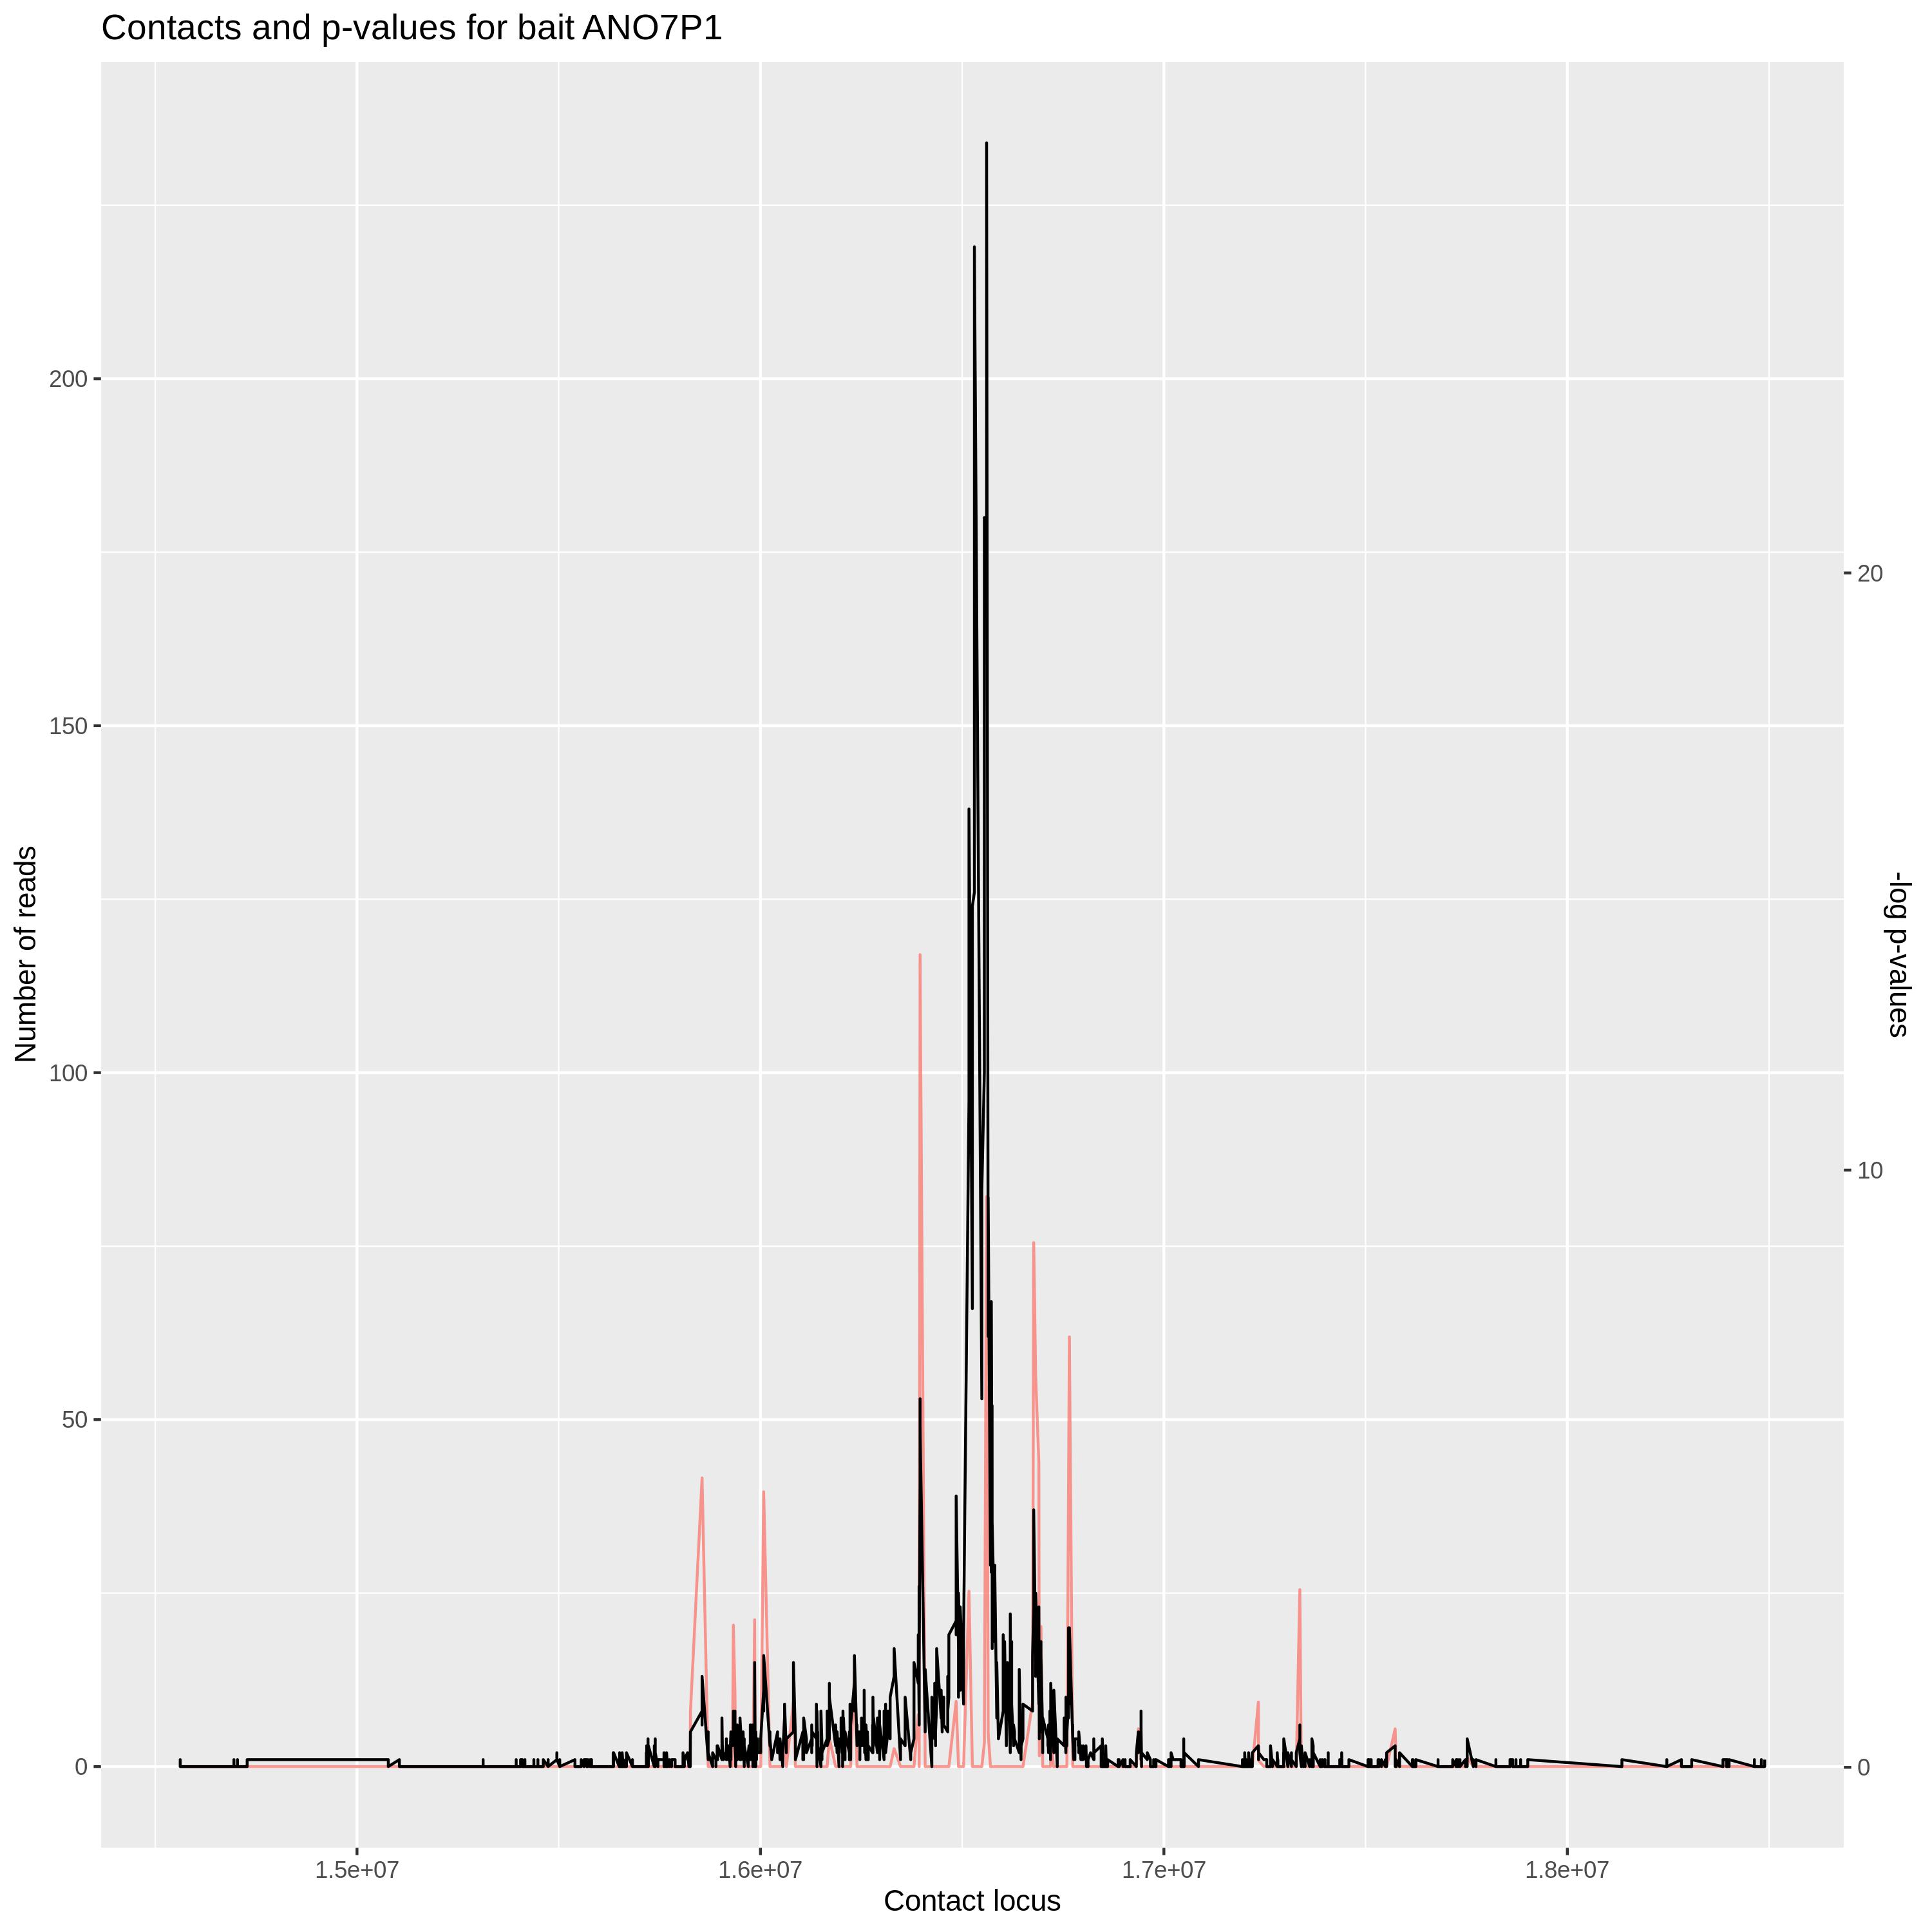 Contacts and p-values for bait ANO7P1
Number of reads
200
150
100
50
0
20
10
0
-log p-values
1.5e+07
1.6e+07
1.7e+07
1.8e+07
Contact locus